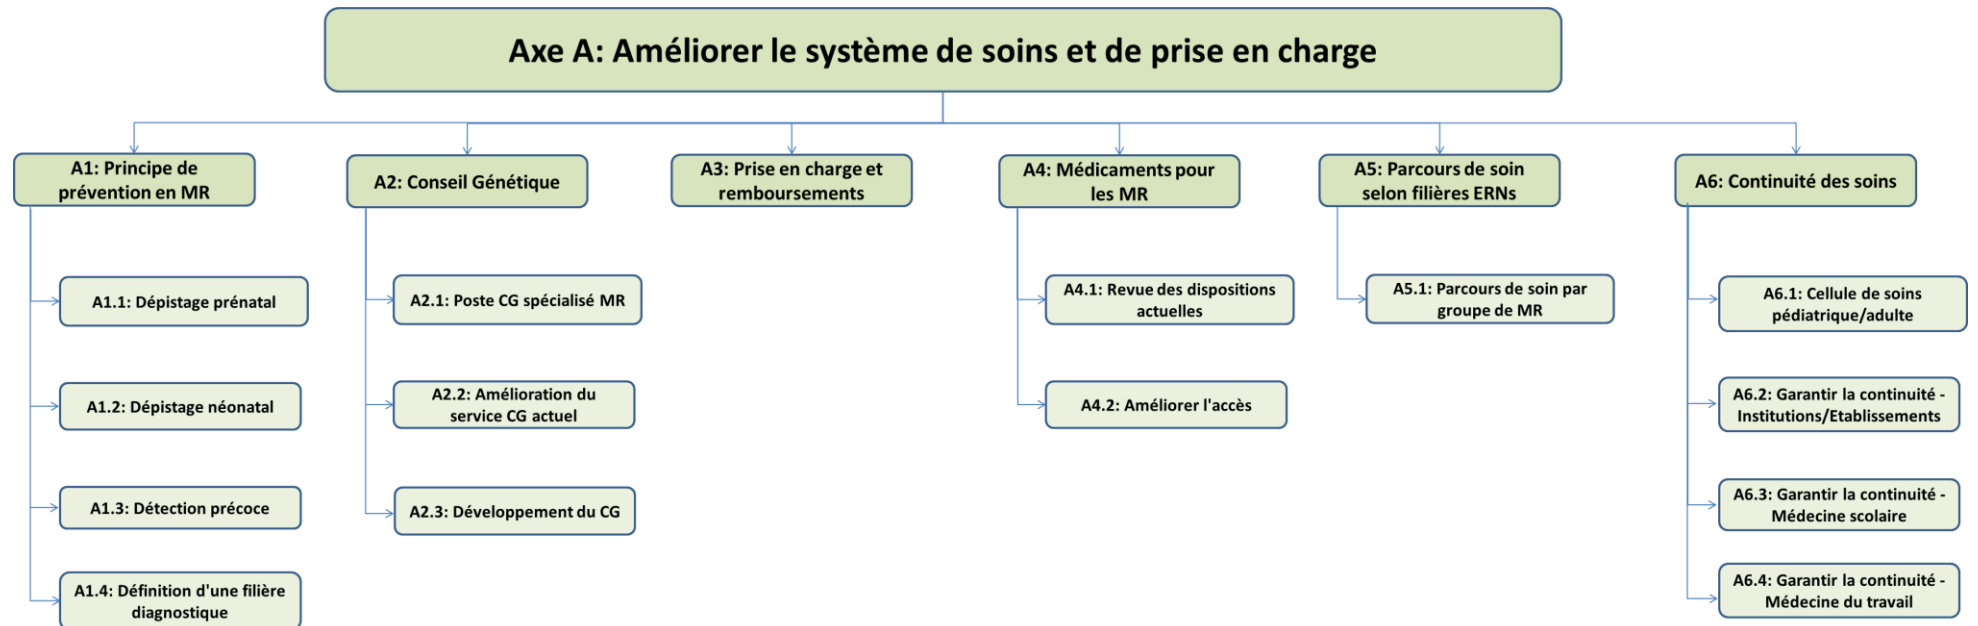 Axe A: Améliorer le système de soins et de prise en charge
A1: Principe de
prévention en MR
A2: Conseil Génétique
A3: Prise en charge et
remboursements
A4: Médicaments pour
les MR
A5: Parcours de soin
selon filières ERNs
A6: Continuité des soins
A1.1: Dépistage prénatal
A1.2: Dépistage néonatal
A1.3: Détection précoce
A1.4: Définition d'une filière
diagnostique
A2.1: Poste CG spécialisé MR
A2.2: Amélioration du
service CG actuel
A2.3: Développement du CG
A4.1: Revue des dispositions
actuelles
A4.2: Améliorer l'accès
A5.1: Parcours de soin par
groupe de MR
A6.1: Cellule de soins
pédiatrique/adulte
A6.2: Garantir la continuité -
Institutions/Etablissements
A6.3: Garantir la continuité -
Médecine scolaire
A6.4: Garantir la continuité -
Médecine du travail